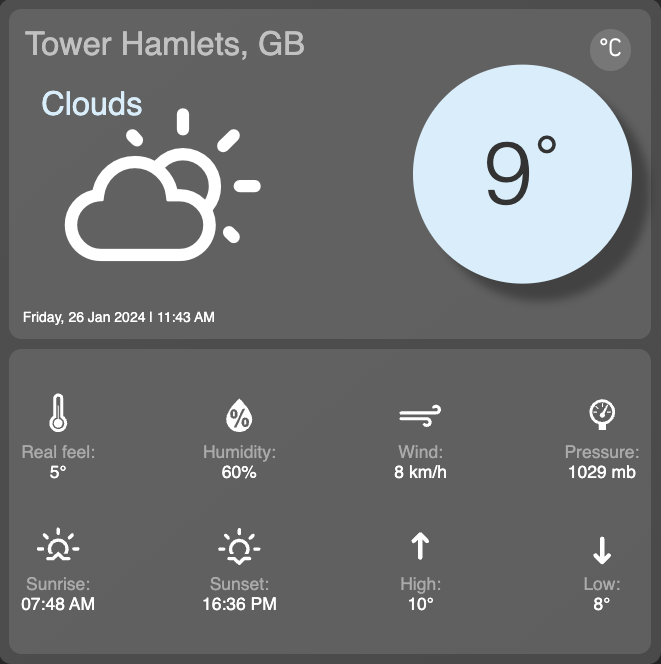 Tower Hamlets, GB
°C
Clouds
9°
Friday, 26 Jan 2024 | 11:43 AM
%
Real feel: Humidity: Wind: Pressure:
5° 60% 8 km/h 1029 mb
Sunrise: Sunset: High: Low:
07:48 AM 16:36 PM 10° 8°